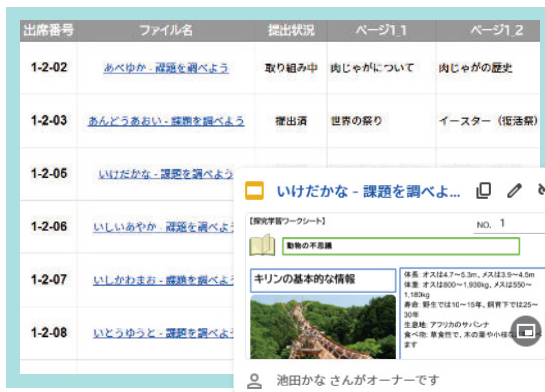 出席番号 ファイル名 提出状況 ページ1_1 ページ1_2
1-2-02 あべゆか - 課題を調べよう 取り組み中 肉じゃがについて 肉じゃがの歴史
1-2-03 あんどうあおい - 課題を調べよう 提出済 世界の祭り イースター（復活祭）
1-2-05 いけだかな - 課題を調べよう
1-2-06 いしいあやか - 課題を調べ
1-2-07 いしかわまお - 課題を調べ
1-2-08 いとうゆうと - 課題を調べ
いけだかな - 課題を調べよ...
【探究学習ワークシート】
NO. 1
動物の不思議
キリンの基本的な情報
体長: オスは4.7～5.3m、メスは3.9～4.5m
体重: オスは800～1,930kg、メスは550～
1,183kg
寿命: 野生では10～15年、飼育下では25～
30年
生息地: アフリカのサバンナ
食べ物: 草食性で、木の葉や小枝
ます
池田かな さんがオーナーです